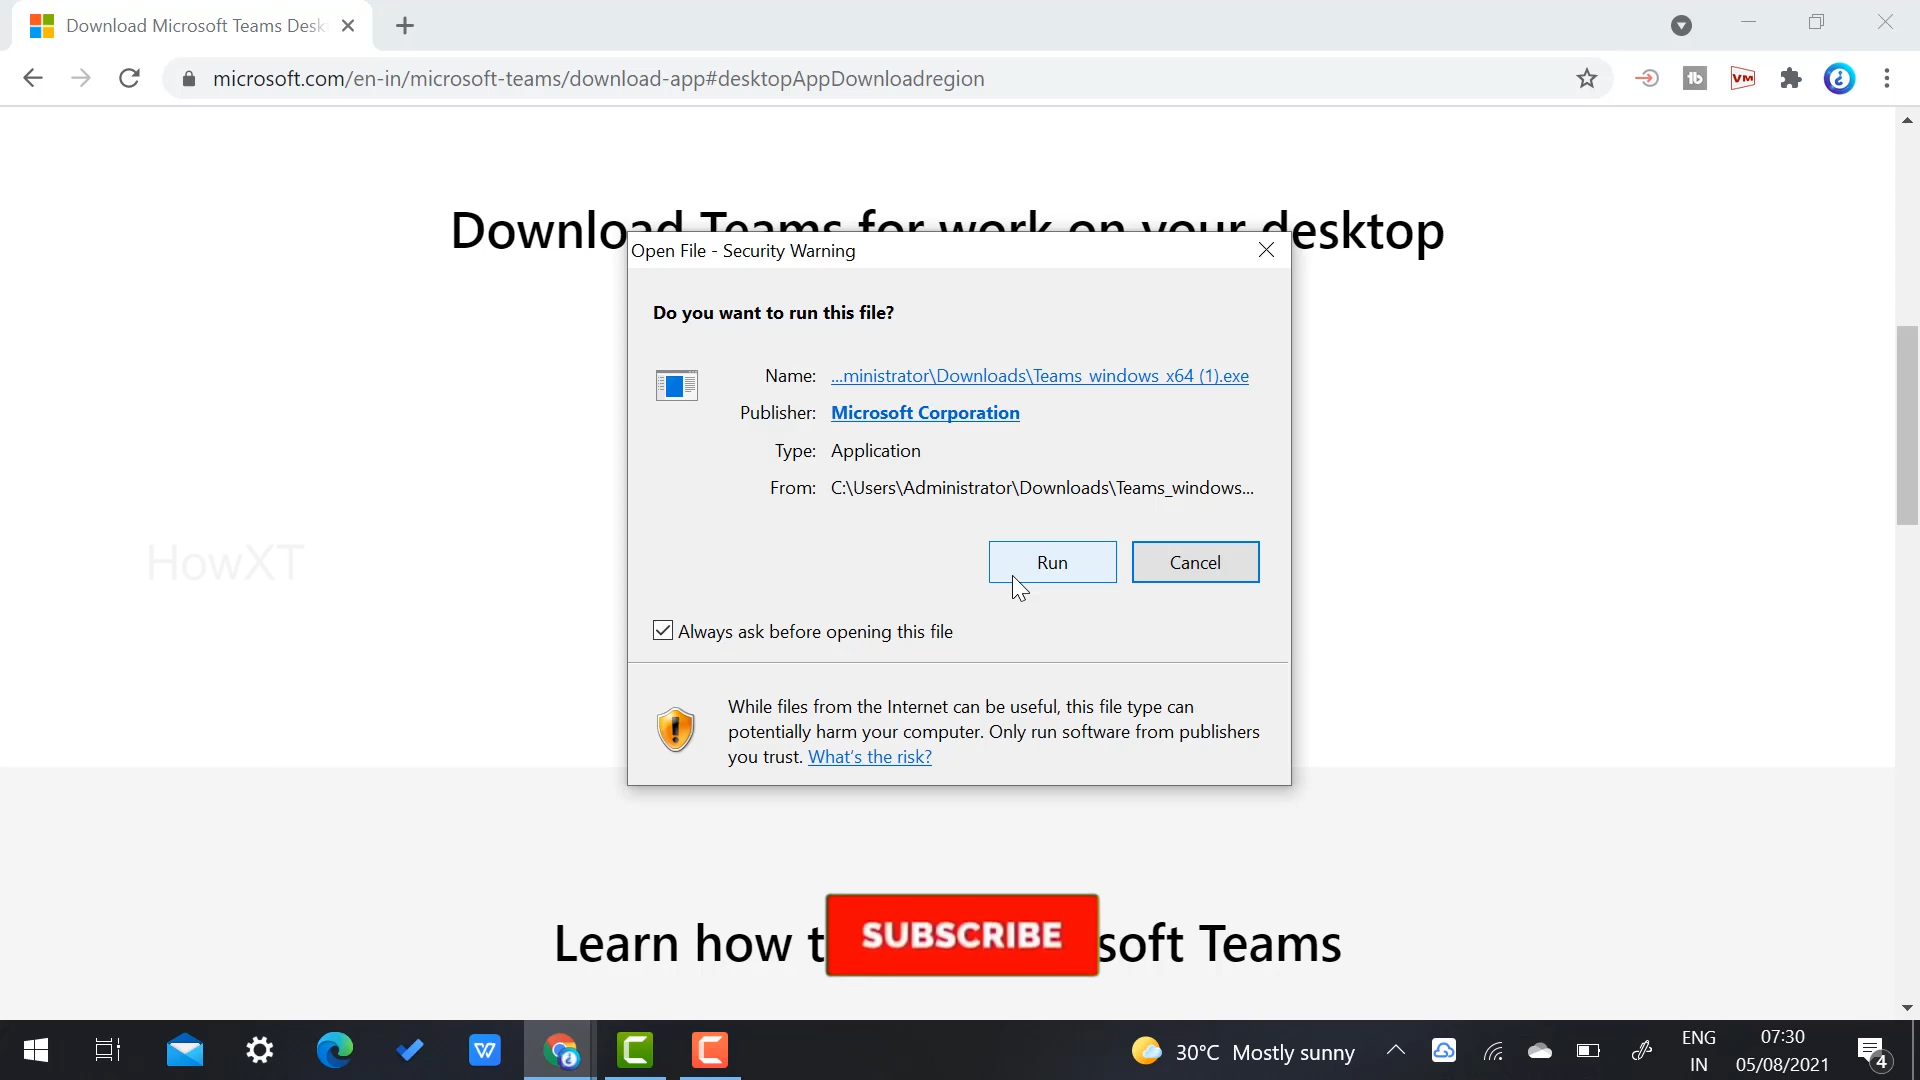 Download Microsoft Teams Desk
microsoft.com/en-in/microsoft-teams/download-app#desktopAppDownloadregion
tb
VM
Download Teams for work on your desktop
Open File - Security Warning
Do you want to run this file?
Name: ...ministrator\Downloads\Teams_windows_x64 (1).exe
Publisher: Microsoft Corporation
Type: Application
From: C:\Users\Administrator\Downloads\Teams_windows...
HowXT
Run
Cancel
Always ask before opening this file
While files from the Internet can be useful, this file type can
potentially harm your computer. Only run software from publishers
you trust. What's the risk?
Learn how t
SUBSCRIBE
soft Teams
30°C Mostly sunny
ENG
IN
07:30
05/08/2021
4